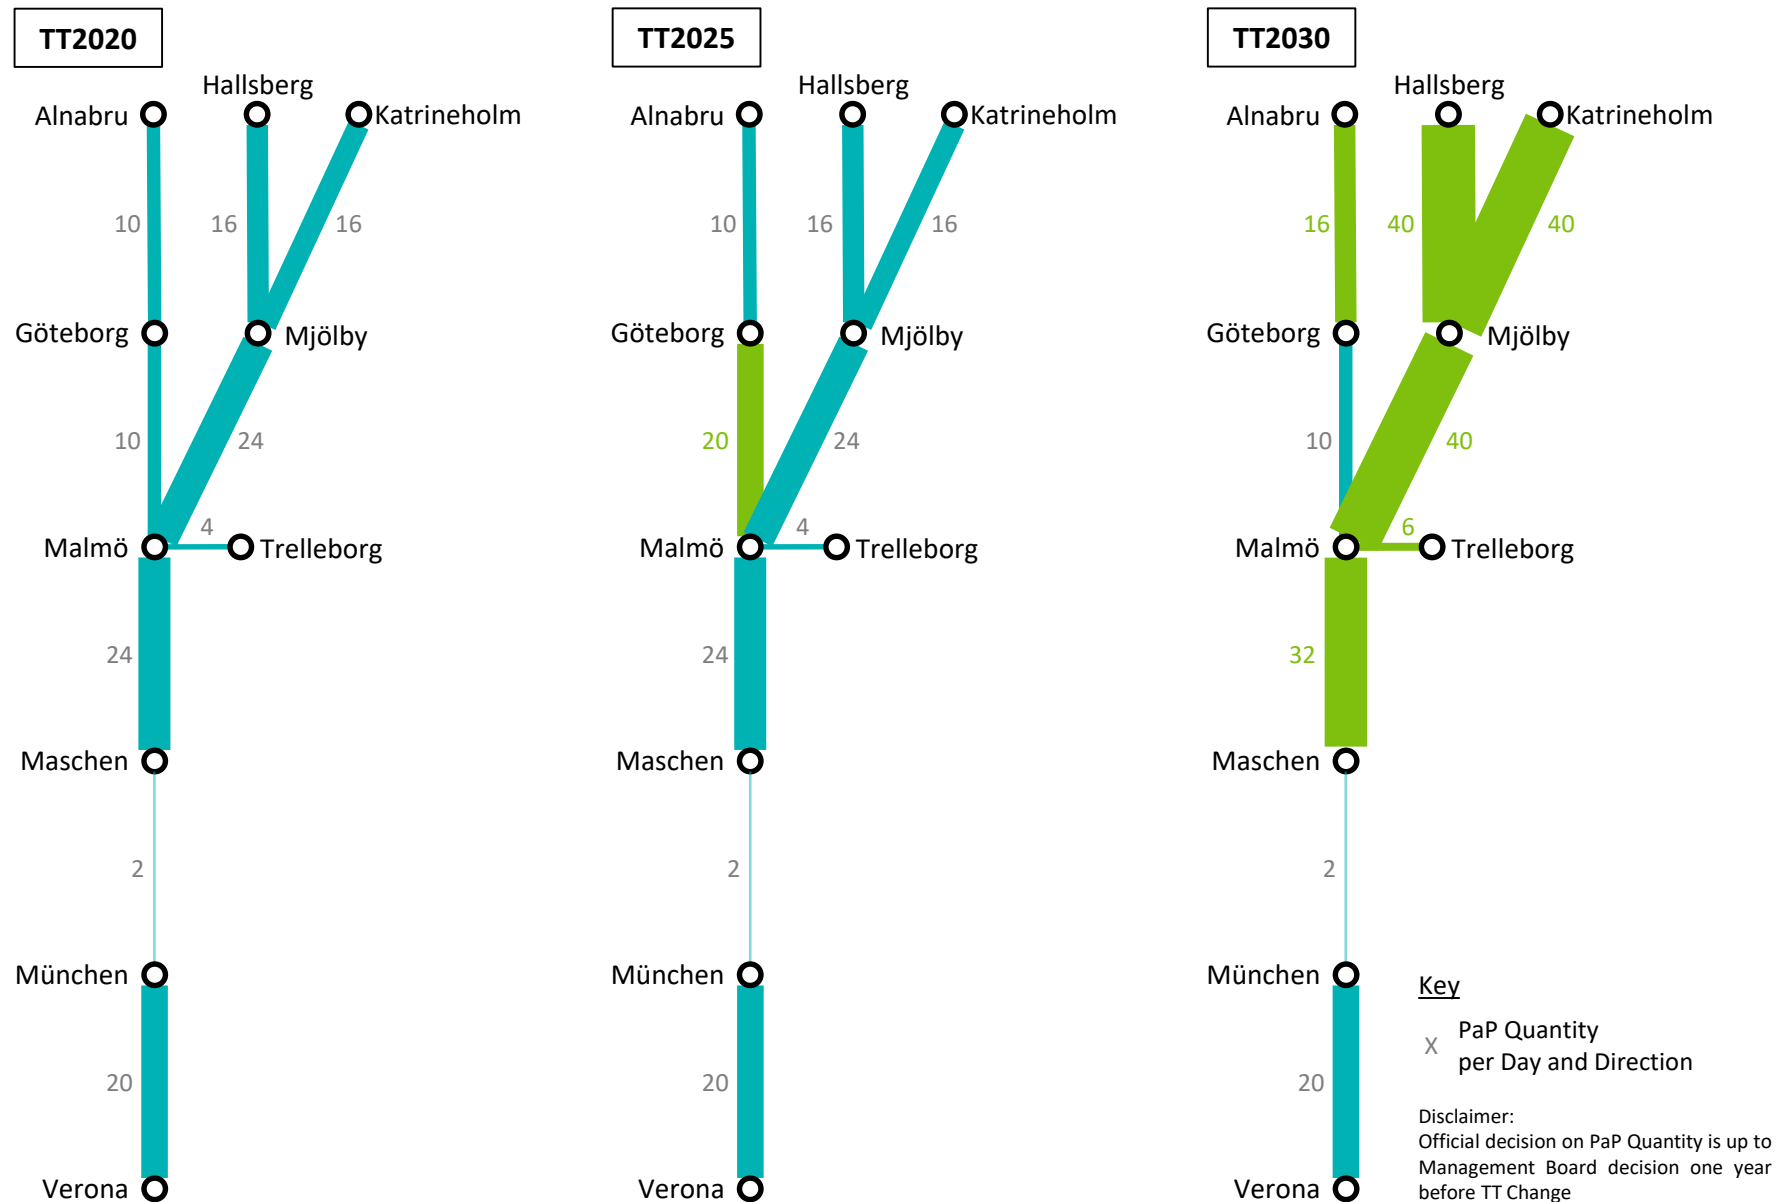 TT2020
Hallsberg
Alnabru
Katrineholm
10
16
16
Göteborg
Mjölby
10
24
4
Malmö
Trelleborg
24
Maschen
2
München
20
Verona
TT2025
Hallsberg
Alnabru
Katrineholm
10
16
16
Göteborg
Mjölby
20
24
4
Malmö
Trelleborg
24
Maschen
2
München
20
Verona
TT2030
Hallsberg
Alnabru
Katrineholm
16
40
40
Göteborg
Mjölby
10
40
6
Malmö
Trelleborg
32
Maschen
2
München
20
Verona
Key
X
PaP Quantity
per Day and Direction
Disclaimer:
Official decision on PaP Quantity is up to
Management Board decision one year
before TT Change